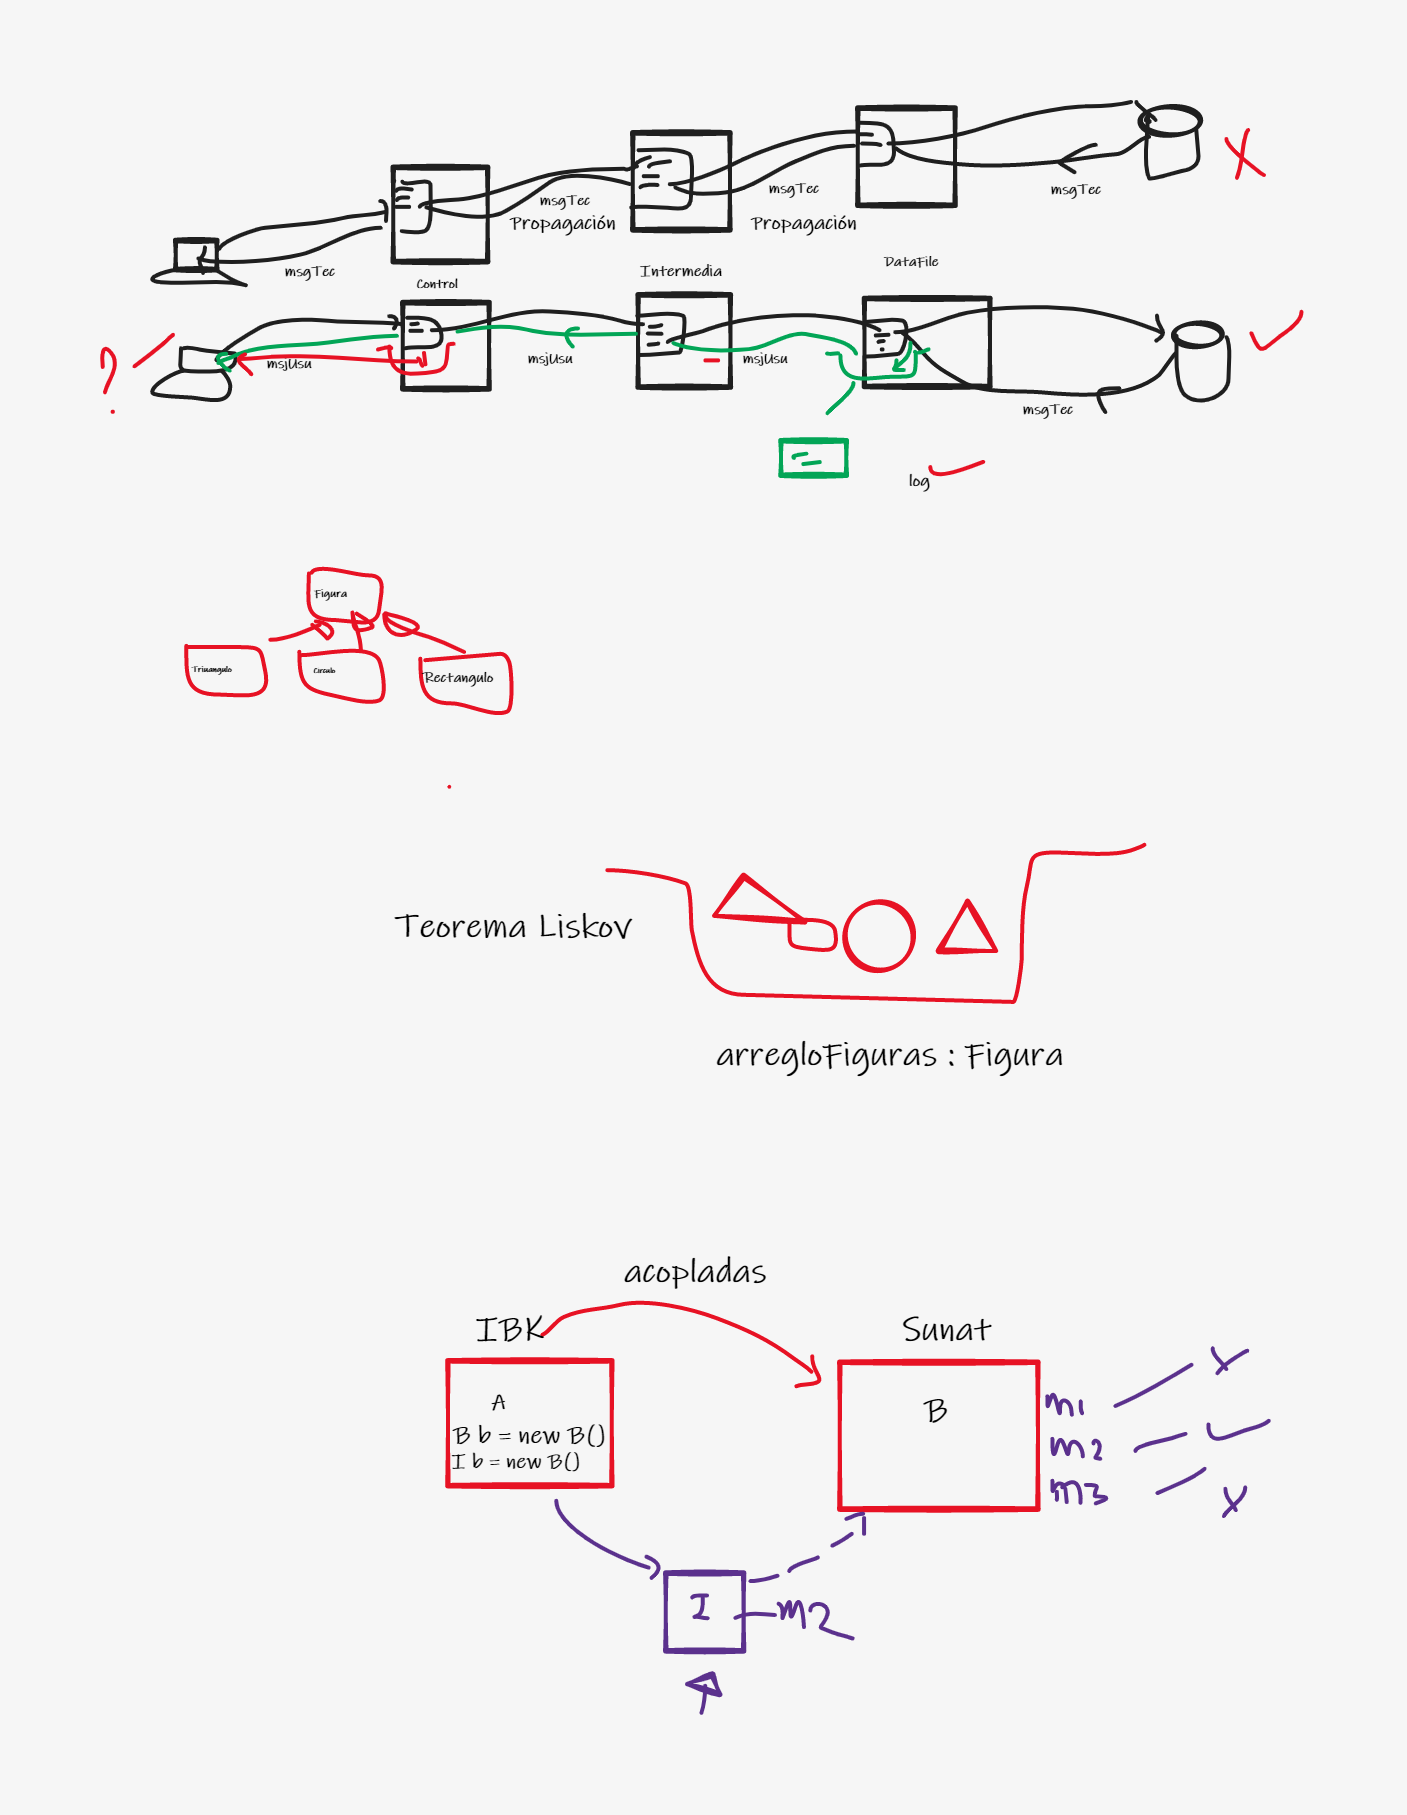 msgTec
msgTec
msgTec
msgTec
Propagación
Propagación
DataFile
Intermedia
Control
?
msjUsu
msjUsu
msjUsu
msgTec
log
Figura
Triuangulo
Circulo
Rectangulo
Teorema Liskov
arregloFiguras : Figura
acopladas
IBK
Sunat
A
B b = new B()
I b = new B()
B
m1
m2
m3
I
m2